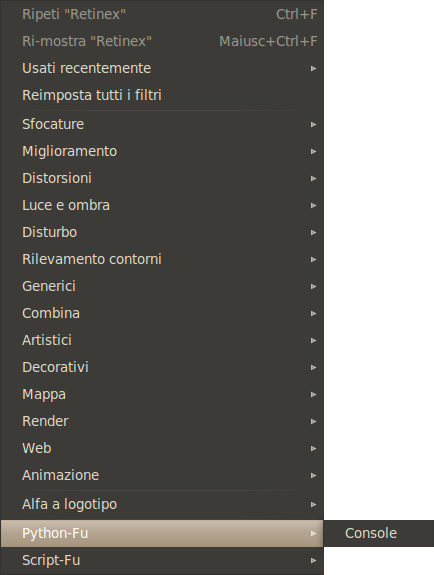 Ripeti "Retinex" Ctrl+F
Ri-mostra "Retinex" Maiusc+Ctrl+F
Usati recentemente
Reimposta tutti i filtri
Sfocature
Miglioramento
Distorsioni
Luce e ombra
Disturbo
Rilevamento contorni
Generici
Combina
Artistici
Decorativi
Mappa
Render
Web
Animazione
Alfa a logotipo
Python-Fu Console
Script-Fu